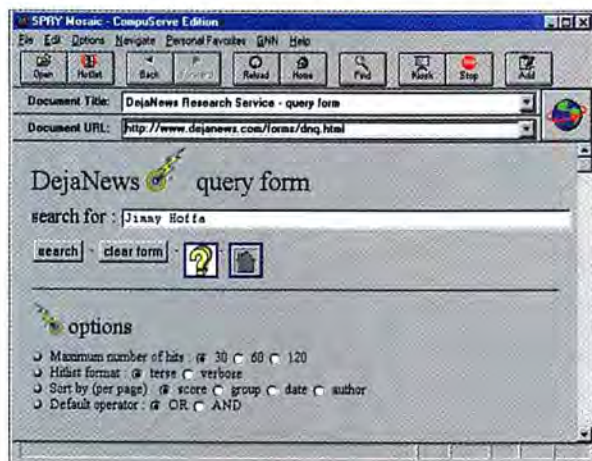 SPRY Mosaic - CompuServe Edition
File Edit Options Navigate Personal Favorites GNN Help
Open Hotlist Back Forward Reload Home Find Kiosk Stop Add
Document Title: DejaNews Research Service - query form
Document URL: http://www.dejanews.com/forms/dnq.html
DejaNews query form
search for : Jimmy Hoffa
search - clear form - ?
options
Maximum number of hits : 30 60 120
Hitlist format : terse verbose
Sort by (per page) score group date author
Default operator : OR AND